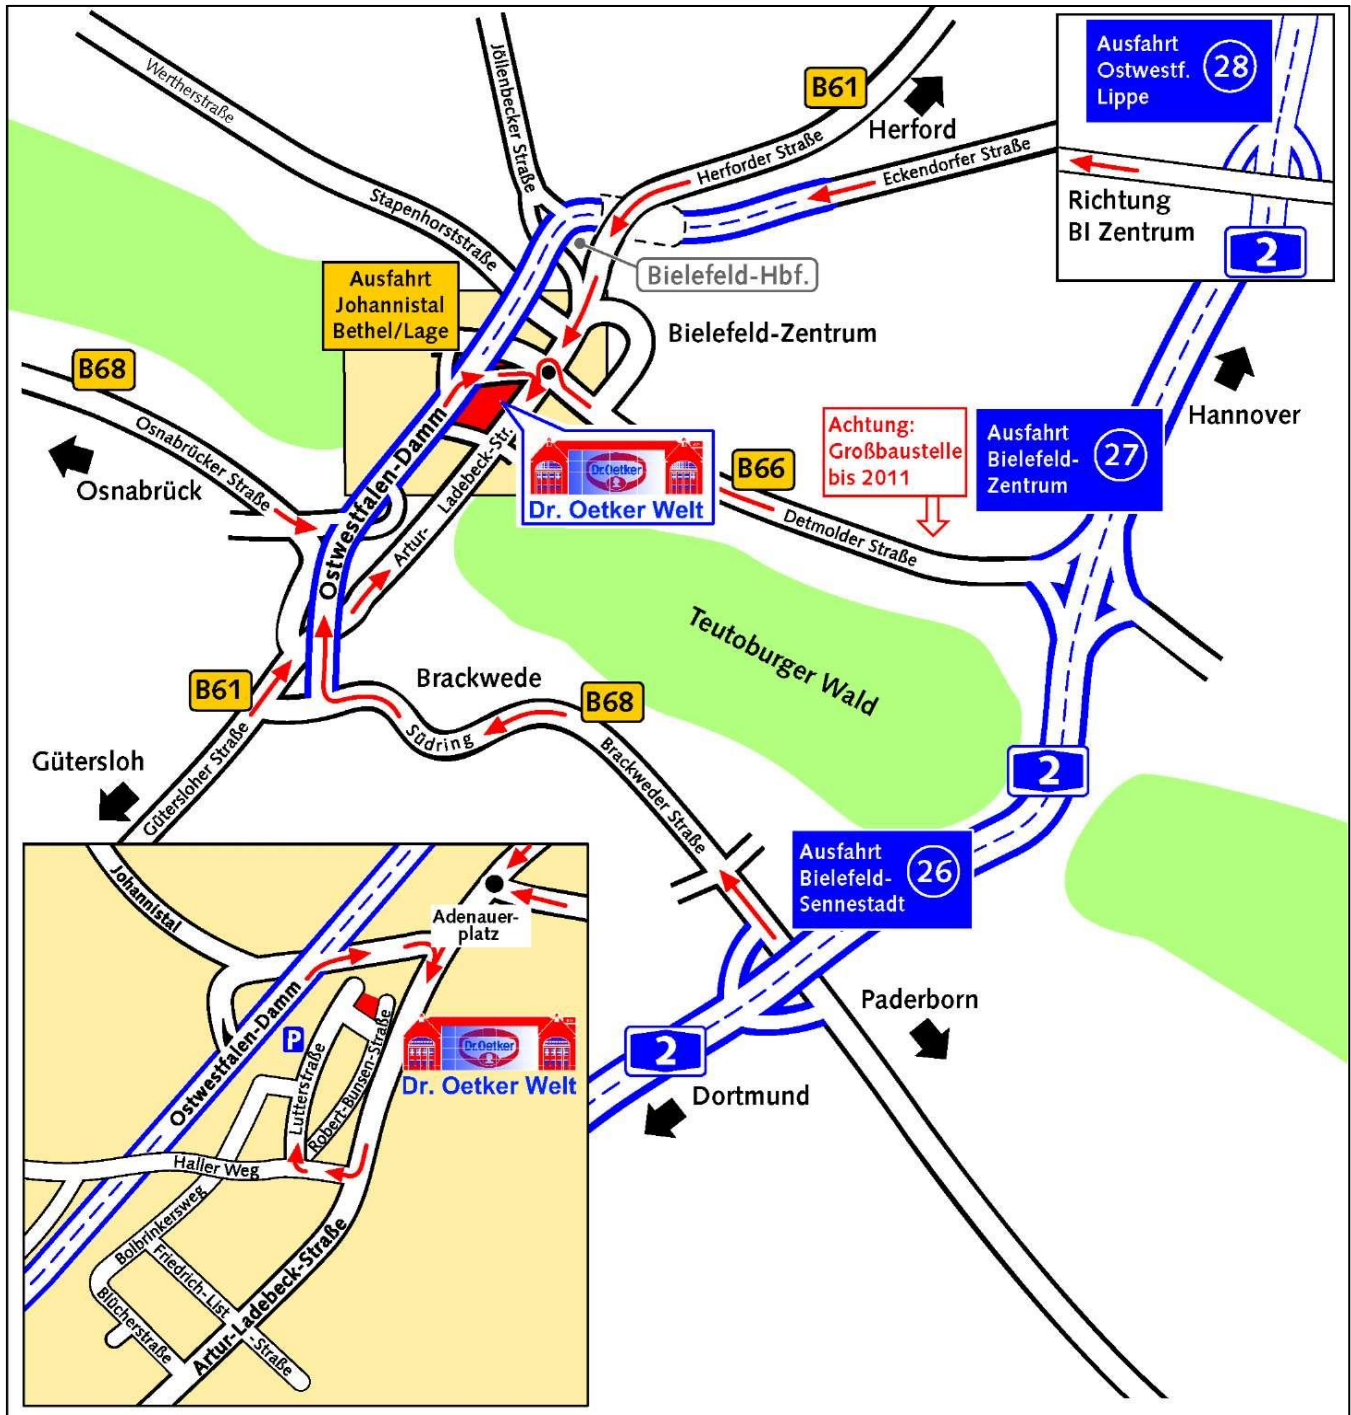 Wertherstraße
Jöllenbecker Straße
B61
Herford
Ausfahrt
Ostwestf.
Lippe
28
Herforder Straße
Eckendorfer Straße
Richtung
BI Zentrum
2
Stapenhorststraße
Bielefeld-Hbf.
Ausfahrt
Johannistal
Bethel/Lage
Bielefeld-Zentrum
B68
Osnabrücker Straße
Osnabrück
Ostwestfalen-Damm
Artur- Ladebeck-Str.
Dr.Oetker
Dr. Oetker Welt
B66
Achtung:
Großbaustelle
bis 2011
Ausfahrt
Bielefeld-
Zentrum
27
Hannover
Detmolder Straße
Teutoburger Wald
Brackwede
B61
B68
Südring
Brackweder Straße
2
Gütersloh
Gütersloher Straße
Ausfahrt
Bielefeld-
Sennestadt
26
Paderborn
2
Dortmund
Johannistal
Adenauer-
platz
Ostwestfalen-Damm
P
Dr.Oetker
Dr. Oetker Welt
Lutterstraße
Robert-Bunsen-Straße
Haller Weg
Bolbrinkersweg
Friedrich-List
-Straße
Blücherstraße
Artur-Ladebeck-Straße